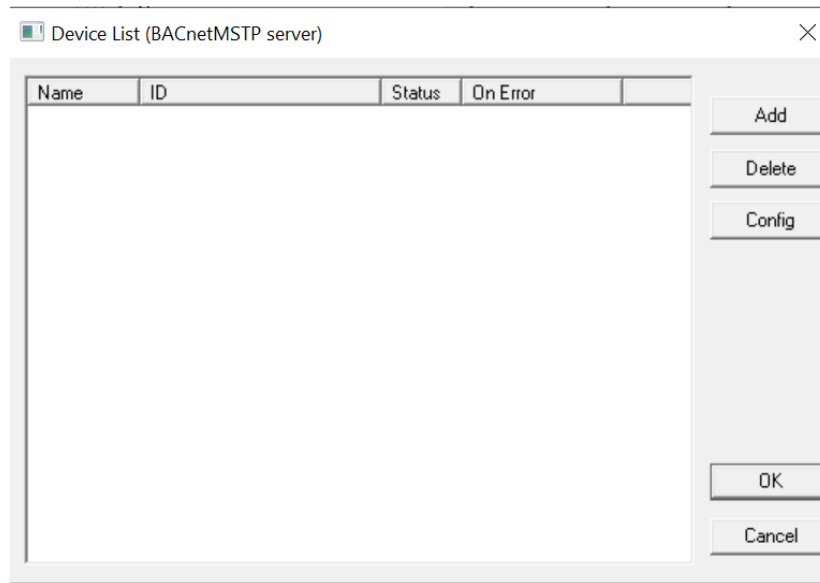 Device List (BACnetMSTP server)
Name ID Status On Error
Add
Delete
Config
OK
Cancel